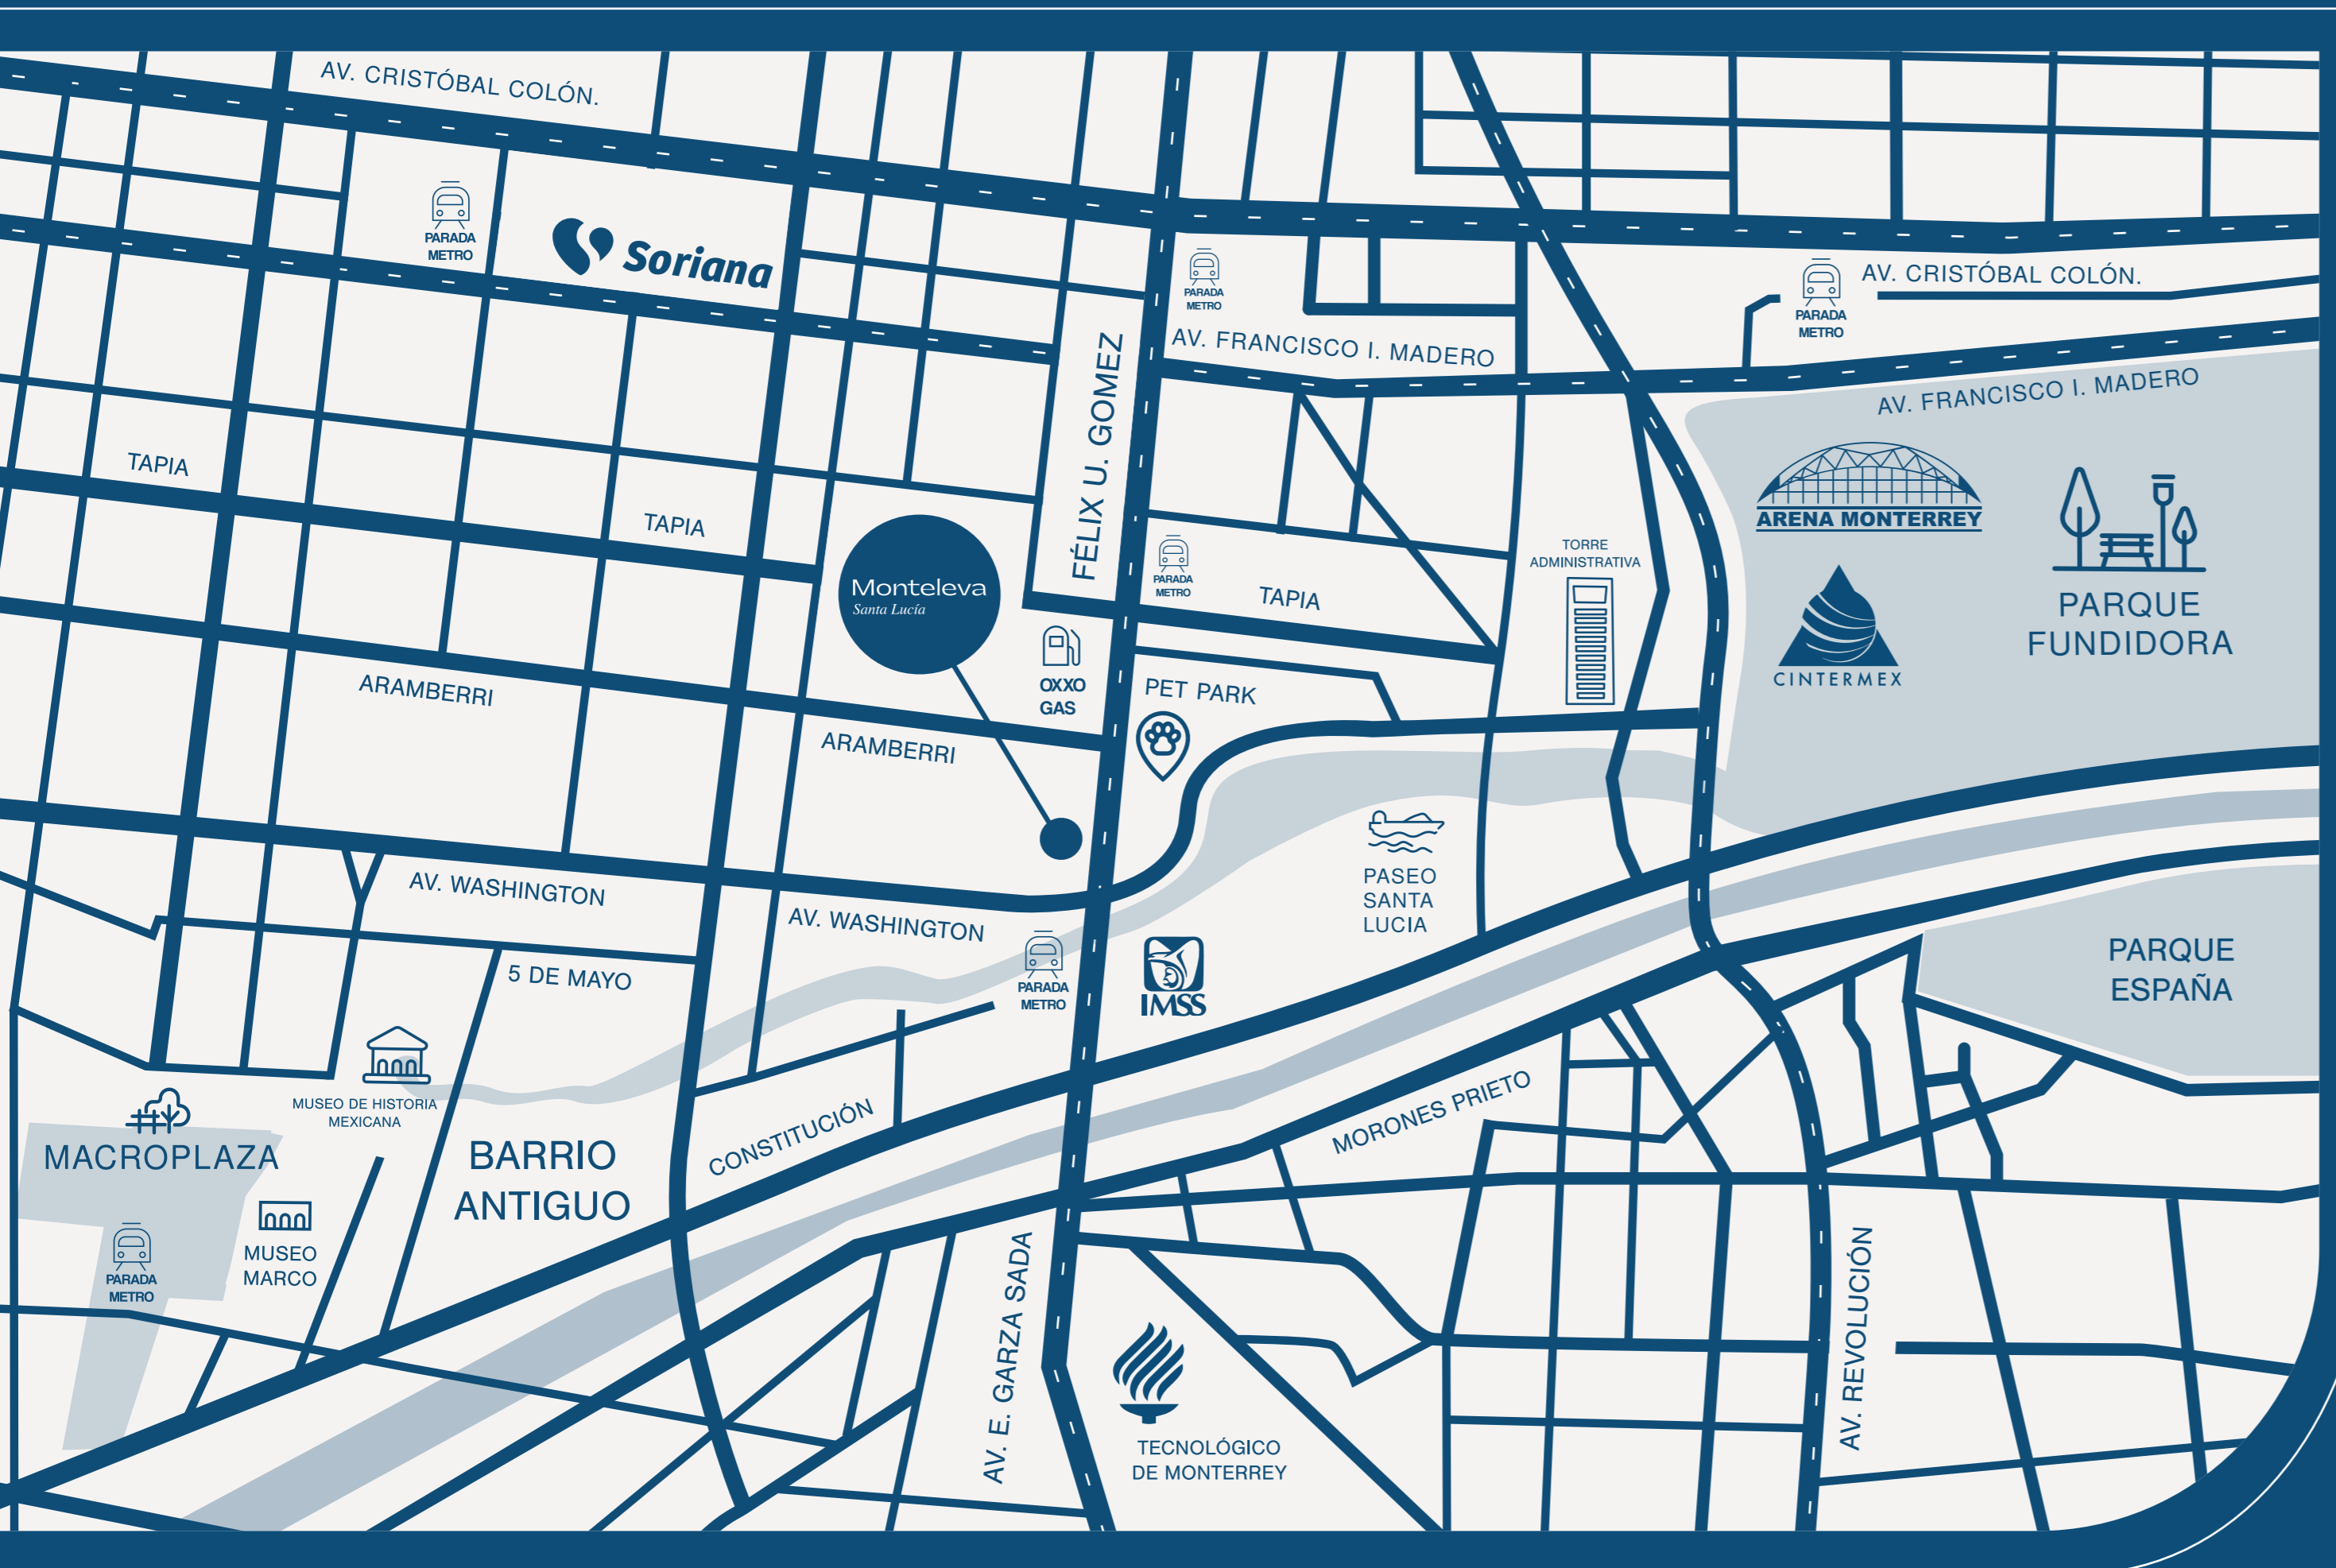 AV. CRISTÓBAL COLÓN.
PARADA
METRO
Soriana
PARADA
METRO
AV. CRISTÓBAL COLÓN.
PARADA
METRO
AV. FRANCISCO I. MADERO
AV. FRANCISCO I. MADERO
FÉLIX U. GOMEZ
TAPIA
TAPIA
ARENA MONTERREY
PARADA
METRO
TAPIA
TORRE
ADMINISTRATIVA
Monteleva
Santa Lucía
PARQUE
FUNDIDORA
CINTERMEX
OXXO
GAS
PET PARK
ARAMBERRI
ARAMBERRI
AV. WASHINGTON
AV. WASHINGTON
PASEO
SANTA
LUCIA
5 DE MAYO
PARADA
METRO
IMSS
PARQUE
ESPAÑA
MUSEO DE HISTORIA
MEXICANA
MACROPLAZA
BARRIO
ANTIGUO
CONSTITUCIÓN
MORONES PRIETO
MUSEO
MARCO
PARADA
METRO
AV. E. GARZA SADA
AV. REVOLUCIÓN
TECNOLÓGICO
DE MONTERREY